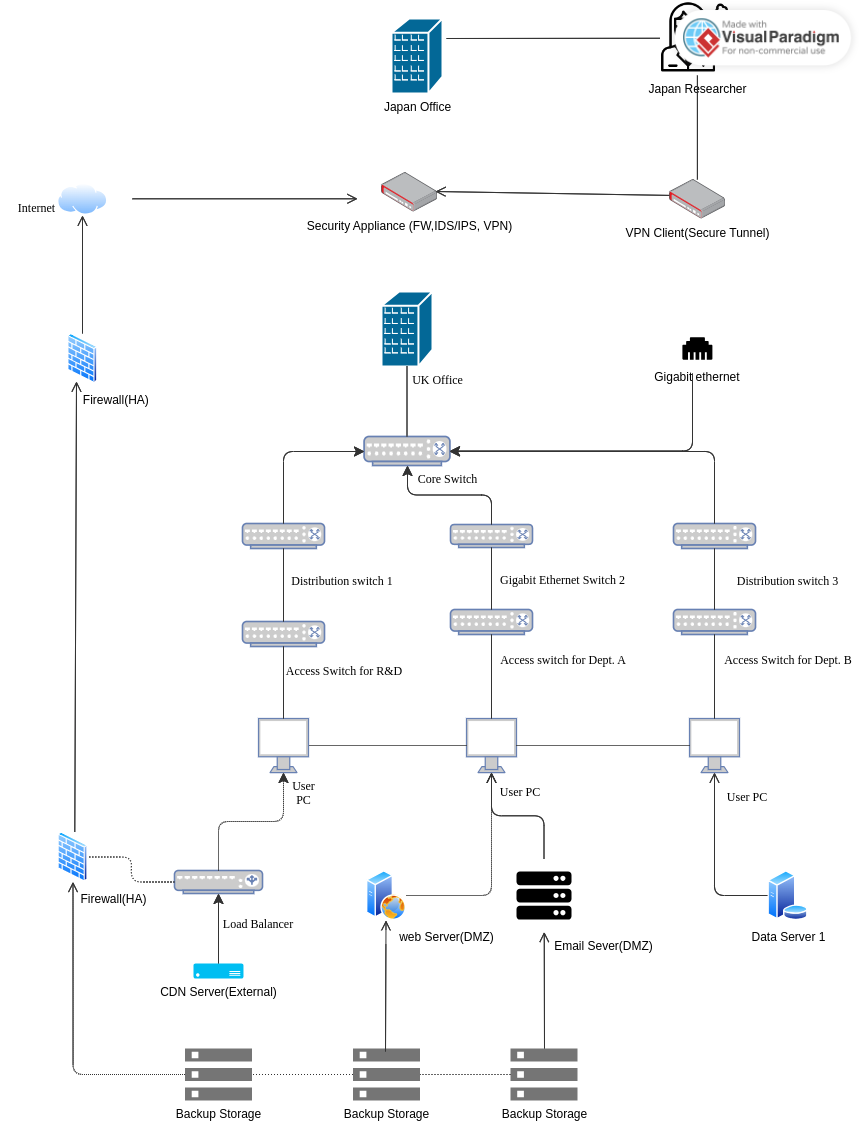 Made with
VisualParadigm
For non-commercial use
Japan Office
Japan Researcher
Internet
Security Appliance (FW,IDS/IPS, VPN)
VPN Client(Secure Tunnel)
UK Office
Gigabit ethernet
Firewall(HA)
Core Switch
Distribution switch 1
Gigabit Ethernet Switch 2
Distribution switch 3
Access Switch for R&D
Access switch for Dept. A
Access Switch for Dept. B
User
PC
User PC
User PC
Firewall(HA)
Load Balancer
web Server(DMZ)
Email Sever(DMZ)
Data Server 1
CDN Server(External)
Backup Storage
Backup Storage
Backup Storage